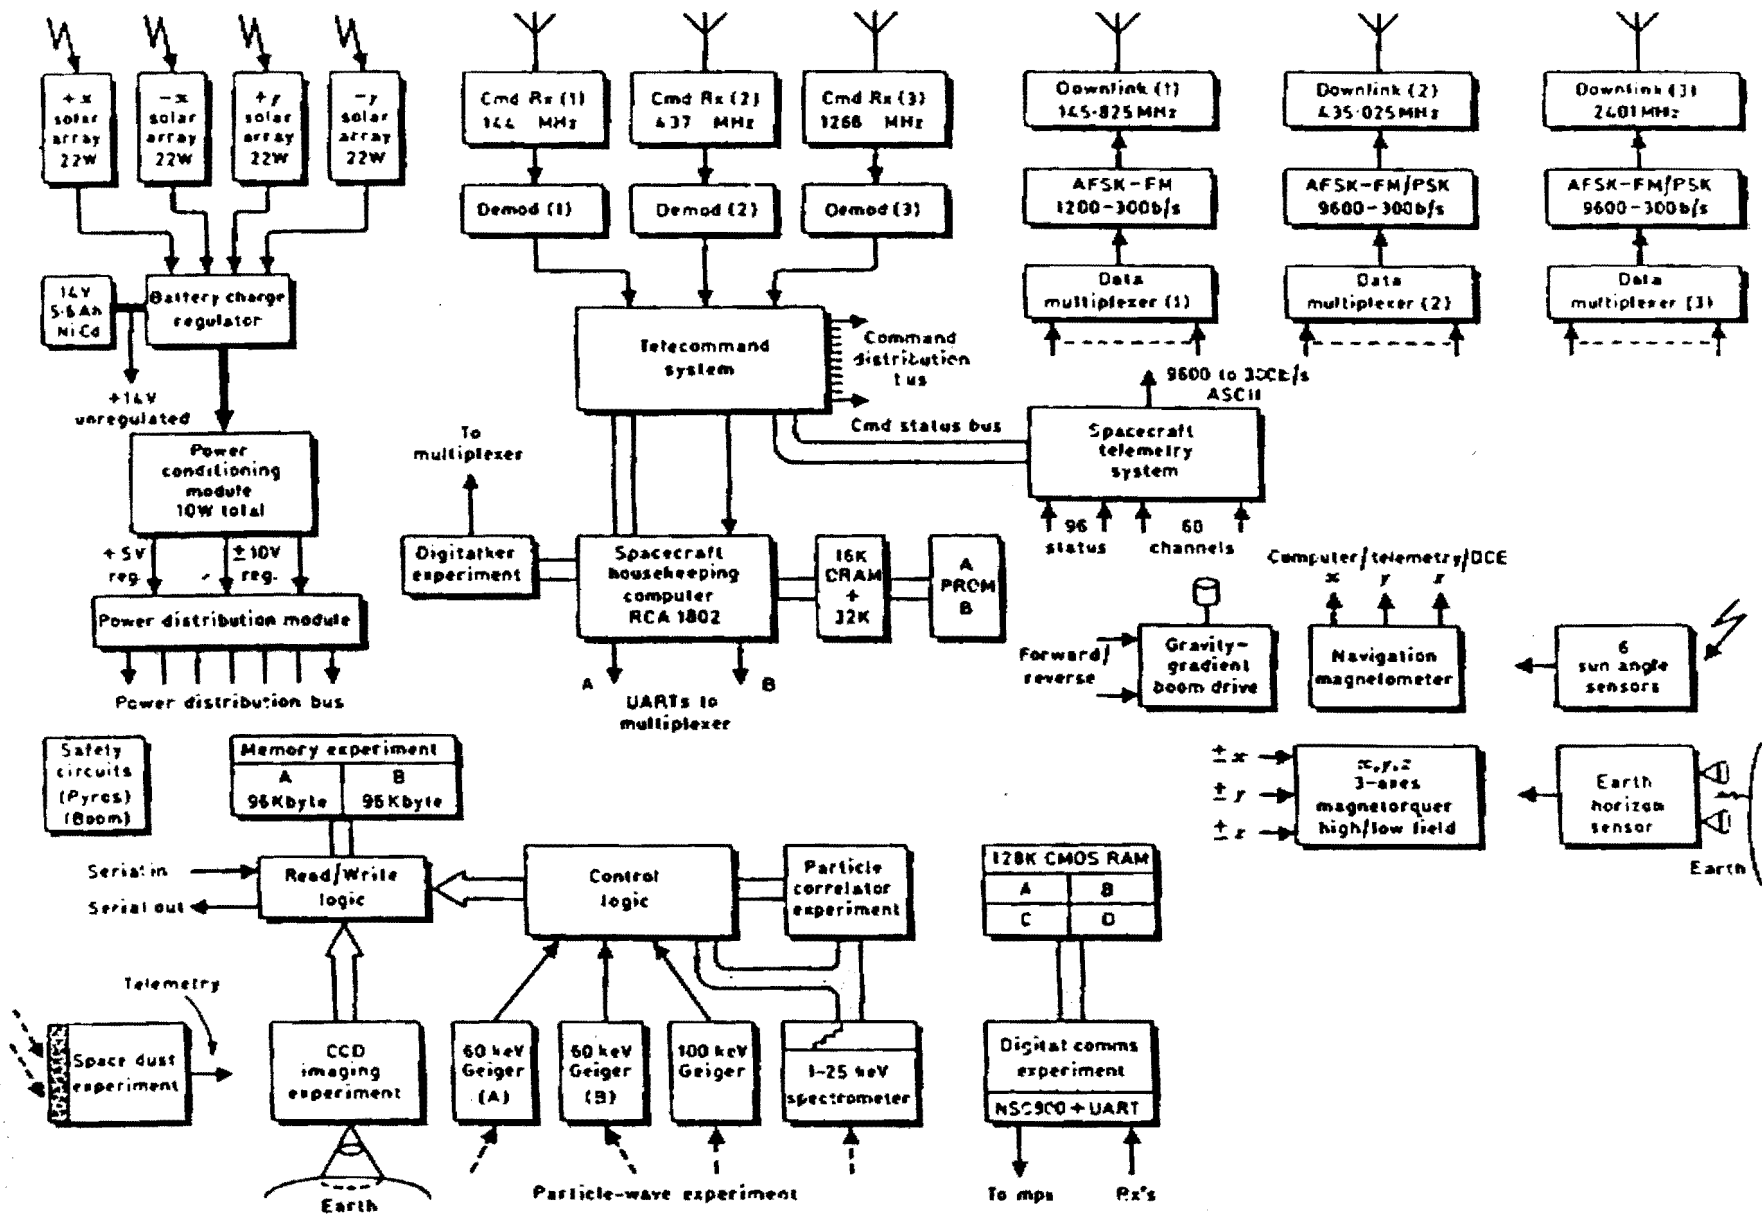 +x
solar
array
22W
-x
solar
array
22W
+y
solar
array
22W
-y
solar
array
22W
Cmd Rx (1)
144 MHz
Cmd Rx (2)
437 MHz
Cmd Rx (3)
1268 MHz
Downlink (1)
145·825 MHz
Downlink (2)
435·025 MHz
Downlink (3)
2401 MHz
Demod (1)
Demod (2)
Demod (3)
AFSK-FM
1200-300b/s
AFSK-FM/PSK
9600-300b/s
AFSK-FM/PSK
9600-300b/s
14V
5·6Ah
Ni·Cd
Battery charge
regulator
Data
multiplexer (1)
Data
multiplexer (2)
Data
multiplexer (3)
+14V
unregulated
Telecommand
system
Command
distribution
bus
9600 to 300b/s
ASCII
Cmd status bus
Spacecraft
telemetry
system
96
status
60
channels
Power
conditioning
module
10W total
To
multiplexer
+5V
reg.
±10V
reg.
Power distribution module
Power distribution bus
Digitalker
experiment
Spacecraft
housekeeping
computer
RCA 1802
16K
CRAM
+
32K
A
PROM
B
A
B
UARTs to
multiplexer
Computer/telemetry/DCE
x y z
Forward/
reverse
Gravity-
gradient
boom drive
Navigation
magnetometer
6
sun angle
sensors
Safety
circuits
(Pyros)
(Boom)
Memory experiment
A
96Kbyte
B
96Kbyte
± x
± y
± z
x,y,z
3-axes
magnetorquer
high/low field
Earth
horizon
sensor
Earth
Serial in
Serial out
Read/Write
logic
Control
logic
Particle
correlator
experiment
128K CMOS RAM
A B
C D
Telemetry
Space dust
experiment
CCD
imaging
experiment
60 keV
Geiger
(A)
60 keV
Geiger
(B)
100 keV
Geiger
1-25 keV
spectrometer
Digital comms
experiment
NSC900 + UART
Earth
Particle-wave experiment
To mpx
Rx's